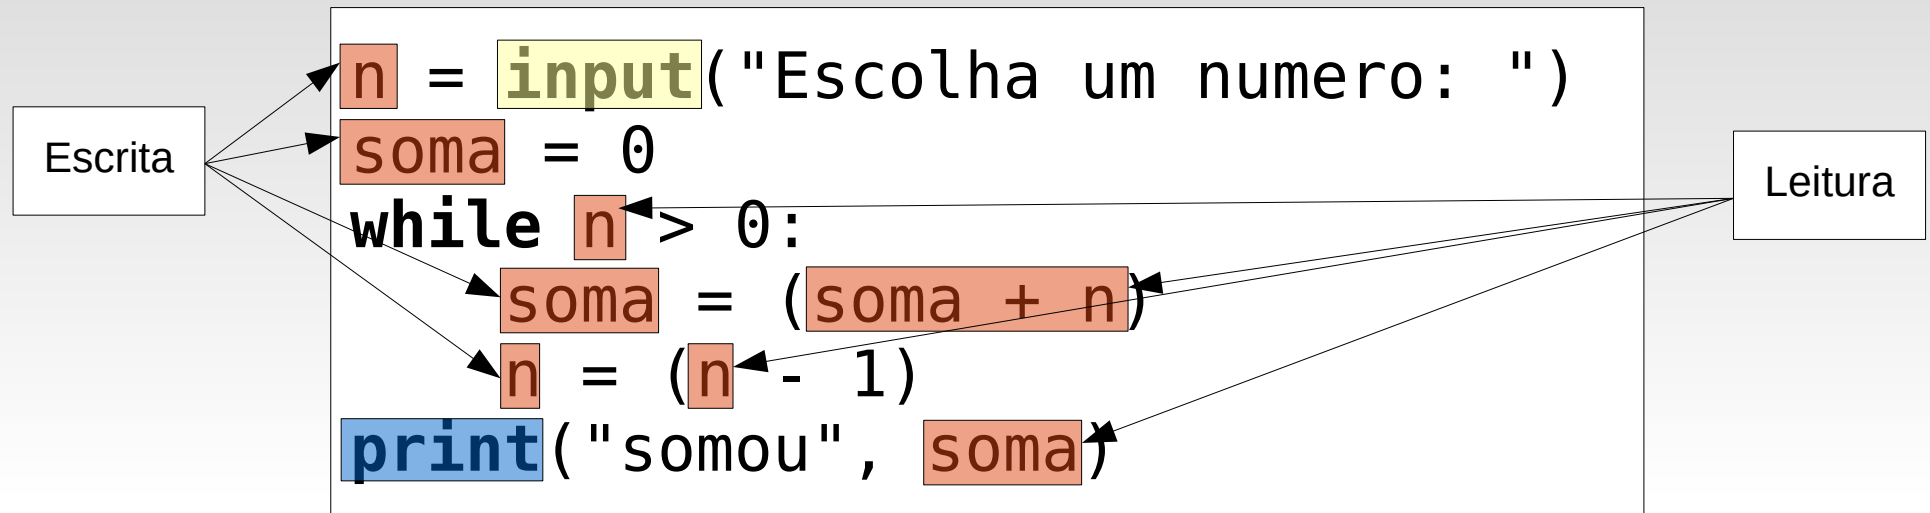 n = input("Escolha um numero: ")
Escrita
soma = 0
Leitura
while n > 0:
soma = (soma + n)
n = (n - 1)
print("somou", soma)